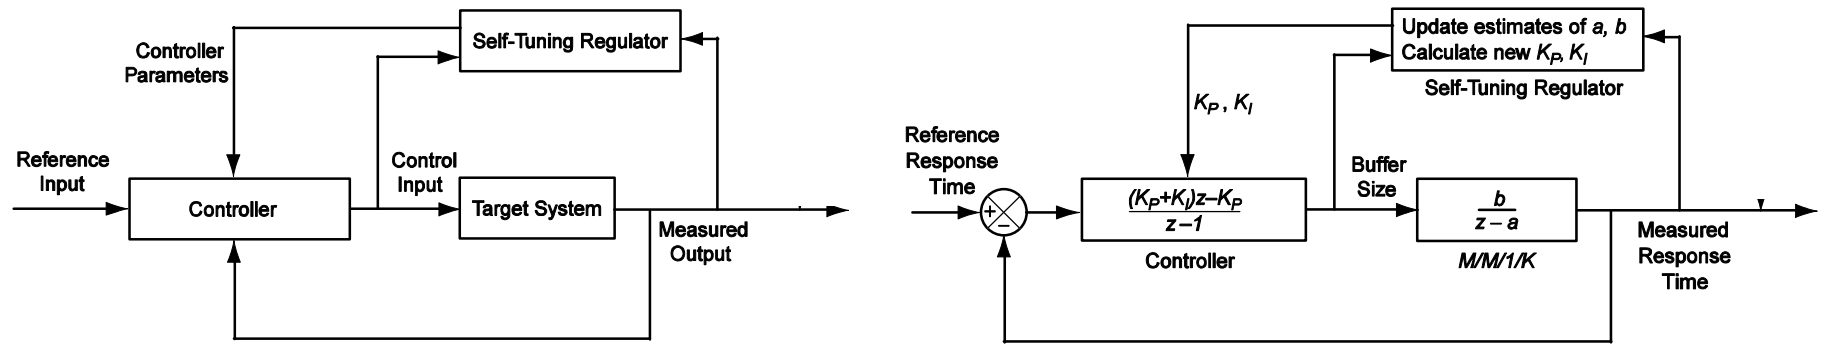 Self-Tuning Regulator
Controller
Parameters
Reference
Input
Controller
Control
Input
Target System
Measured
Output
Update estimates of a, b
Calculate new K_P, K_I
Self-Tuning Regulator
K_P , K_I
Reference
Response
Time
+
−
(K_P+K_I)z–K_P
z–1
Controller
Buffer
Size
b
z – a
M/M/1/K
Measured
Response
Time